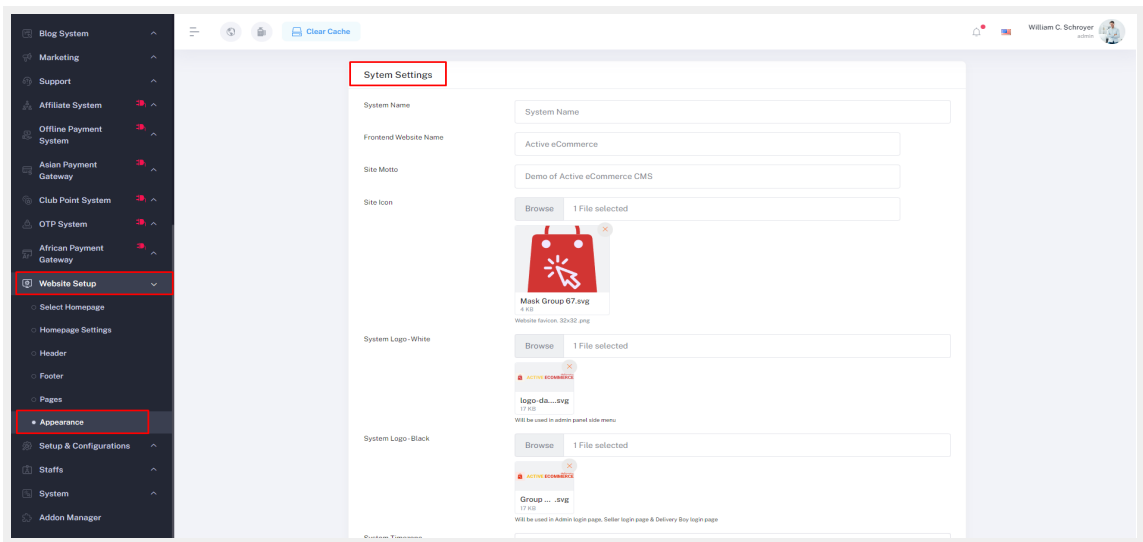 Blog System
Marketing
Support
Affiliate System
Offline Payment
System
Asian Payment
Gateway
Club Point System
OTP System
African Payment
Gateway
Website Setup
Select Homepage
Homepage Settings
Header
Footer
Pages
Appearance
Setup & Configurations
Staffs
System
Addon Manager
Clear Cache
William C. Schroyer
admin
Sytem Settings
System Name
System Name
Frontend Website Name
Active eCommerce
Site Motto
Demo of Active eCommerce CMS
Site Icon
Browse 1 File selected
Mask Group 67.svg
4 KB
Website favicon. 32x32 .png
System Logo - White
Browse 1 File selected
ACTIVE ECOMMERCE
logo-da....svg
17 KB
Will be used in admin panel side menu
System Logo - Black
Browse 1 File selected
ACTIVE ECOMMERCE
Group ... .svg
17 KB
Will be used in Admin login page, Seller login page & Delivery Boy login page
System Timezone